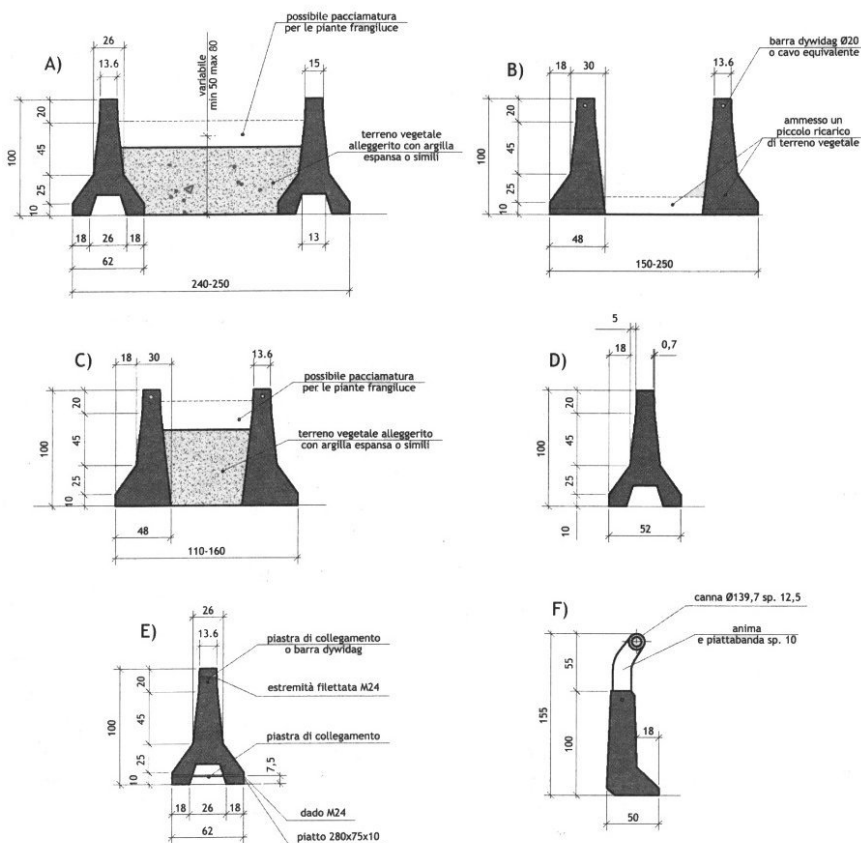 A)
26
13.6
possibile pacciamatura
per le piante frangiluce
variabile
min 50 max 80
15
terreno vegetale
alleggerito con argilla
espansa o simili
100
20
45
25
10
18
26
18
62
13
240-250
B)
18
30
13.6
barra dywidag Ø20
o cavo equivalente
ammesso un
piccolo ricarico
di terreno vegetale
100
20
45
25
10
48
150-250
C)
18
30
13.6
possibile pacciamatura
per le piante frangiluce
terreno vegetale alleggerito
con argilla espansa o simili
100
20
45
25
10
48
110-160
D)
5
18
0,7
100
20
45
25
10
52
E)
26
13.6
piastra di collegamento
o barra dywidag
estremità filettata M24
piastra di collegamento
7,5
100
20
45
25
10
18
26
18
62
dado M24
piatto 280x75x10
F)
canna Ø139,7 sp. 12,5
anima
e piattabanda sp. 10
155
55
100
18
50